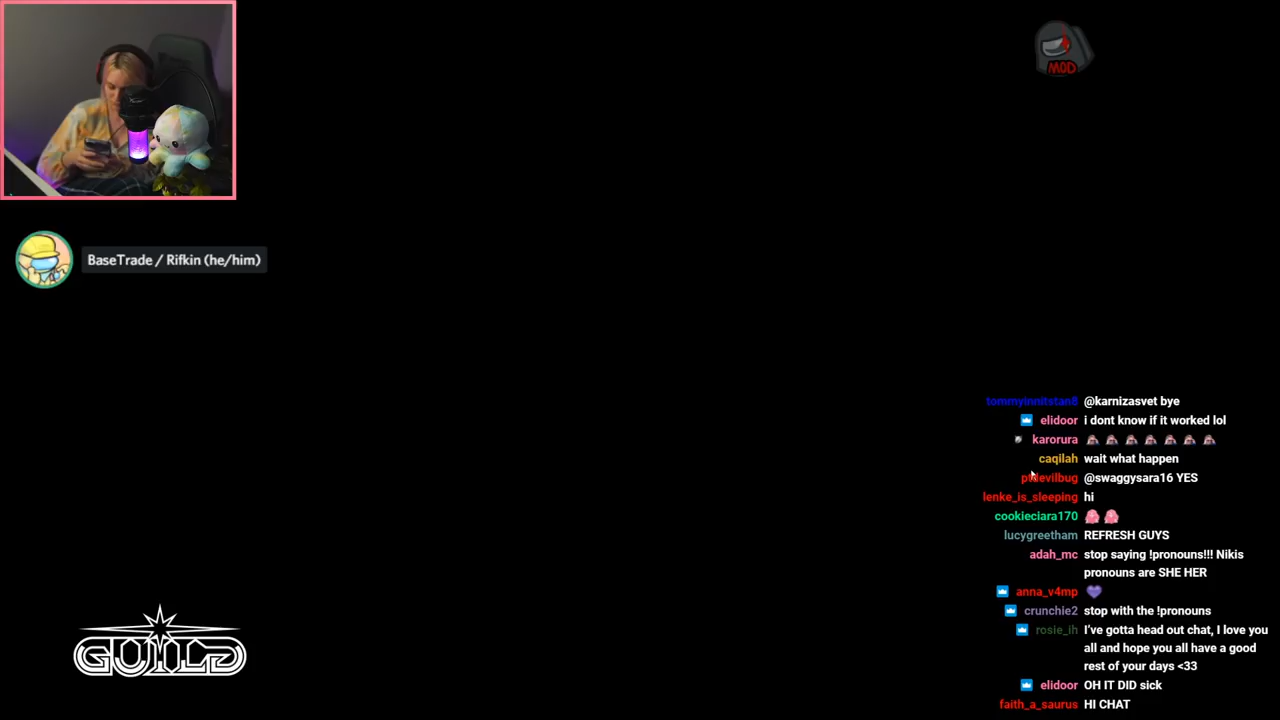 MOD
BaseTrade / Rifkin (he/him)
tommyinnitstan8 @karnizasvet bye
elidoor i dont know if it worked lol
karorura
caqilah wait what happen
ptdevilbug @swaggysara16 YES
lenke_is_sleeping hi
cookieciara170
lucygreetham REFRESH GUYS
adah_mc stop saying !pronouns!!! Nikis
pronouns are SHE HER
anna_v4mp
crunchie2 stop with the !pronouns
rosie_ih I've gotta head out chat, I love you
all and hope you all have a good
rest of your days <33
elidoor OH IT DID sick
faith_a_saurus HI CHAT
GUILD